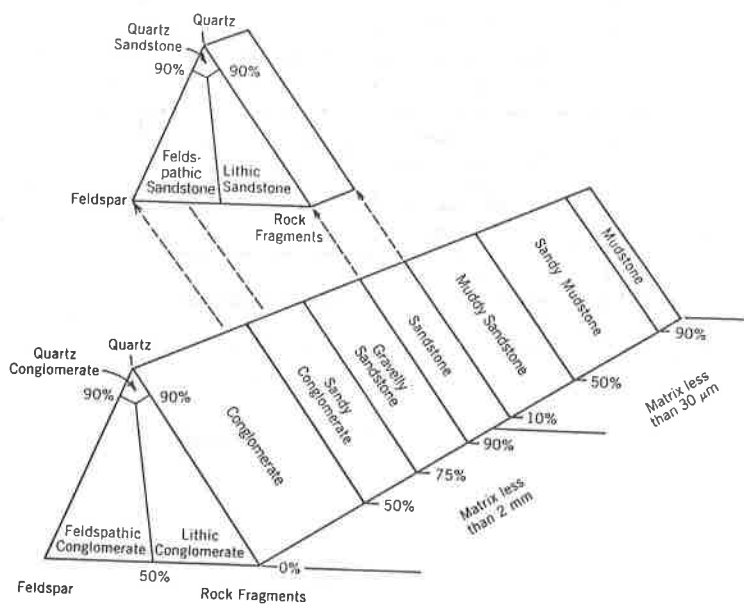 Quartz
Sandstone
Quartz
90%
90%
Felds-
pathic
Sandstone
Lithic
Sandstone
Feldspar
Rock
Fragments
Quartz
Conglomerate
Quartz
90%
90%
Feldspathic
Conglomerate
Lithic
Conglomerate
50%
Feldspar
Rock Fragments
Conglomerate
Sandy
Conglomerate
Gravelly
Sandstone
Sandstone
Muddy Sandstone
Sandy Mudstone
Mudstone
0%
50%
75%
90%
10%
50%
90%
Matrix less
than 2 mm
Matrix less
than 30 μm